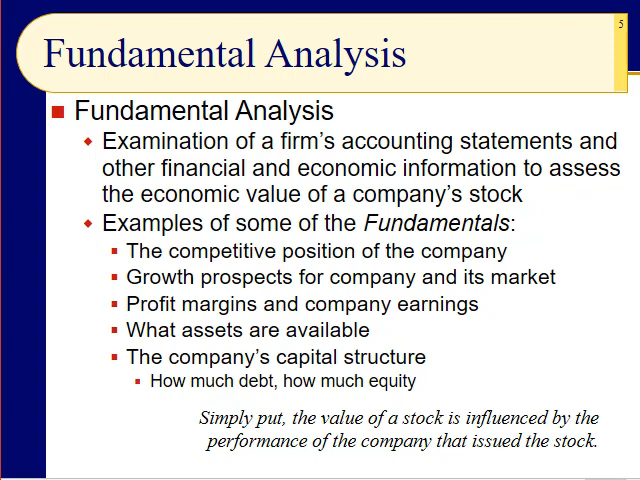 5
Fundamental Analysis
Fundamental Analysis
Examination of a firm's accounting statements and
other financial and economic information to assess
the economic value of a company's stock
Examples of some of the Fundamentals:
The competitive position of the company
Growth prospects for company and its market
Profit margins and company earnings
What assets are available
The company's capital structure
How much debt, how much equity
Simply put, the value of a stock is influenced by the
performance of the company that issued the stock.